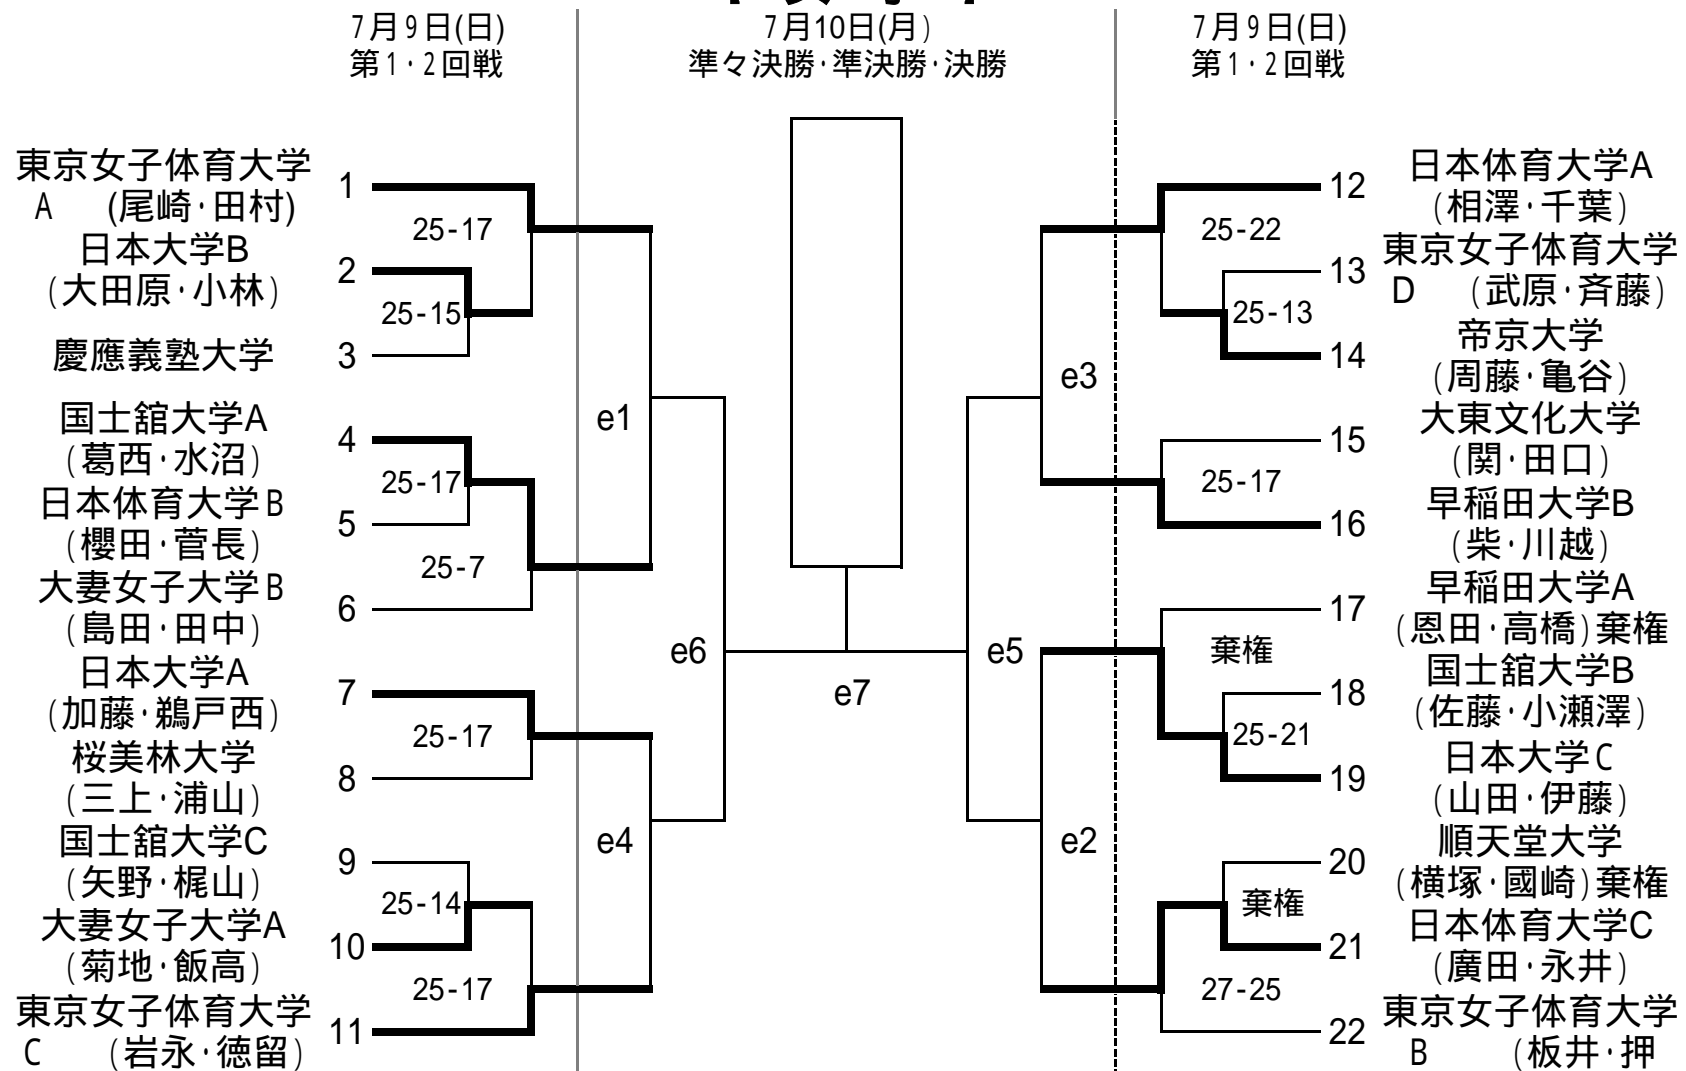 7月9日(日)
第1・2回戦
7月10日(月)
準々決勝・準決勝・決勝
7月9日(日)
第1・2回戦
東京女子体育大学
A (尾崎・田村)
1
25-17
日本大学B
(大田原・小林)
2
25-15
慶應義塾大学
3
国士舘大学A
(葛西・水沼)
4
25-17
日本体育大学B
(櫻田・菅長)
5
25-7
大妻女子大学B
(島田・田中)
6
日本大学A
(加藤・鵜戸西)
7
25-17
桜美林大学
(三上・浦山)
8
国士舘大学C
(矢野・梶山)
9
25-14
大妻女子大学A
(菊地・飯高)
10
25-17
東京女子体育大学
C (岩永・徳留)
11
e1
e4
e6
e7
e5
e3
e2
12
日本体育大学A
(相澤・千葉)
25-22
13
東京女子体育大学
D (武原・斉藤)
25-13
14
帝京大学
(周藤・亀谷)
15
大東文化大学
(関・田口)
25-17
16
早稲田大学B
(柴・川越)
17
早稲田大学A
(恩田・高橋)棄権
棄権
18
国士舘大学B
(佐藤・小瀬澤)
25-21
19
日本大学C
(山田・伊藤)
20
順天堂大学
(横塚・國崎)棄権
棄権
21
日本体育大学C
(廣田・永井)
27-25
22
東京女子体育大学
B (板井・押